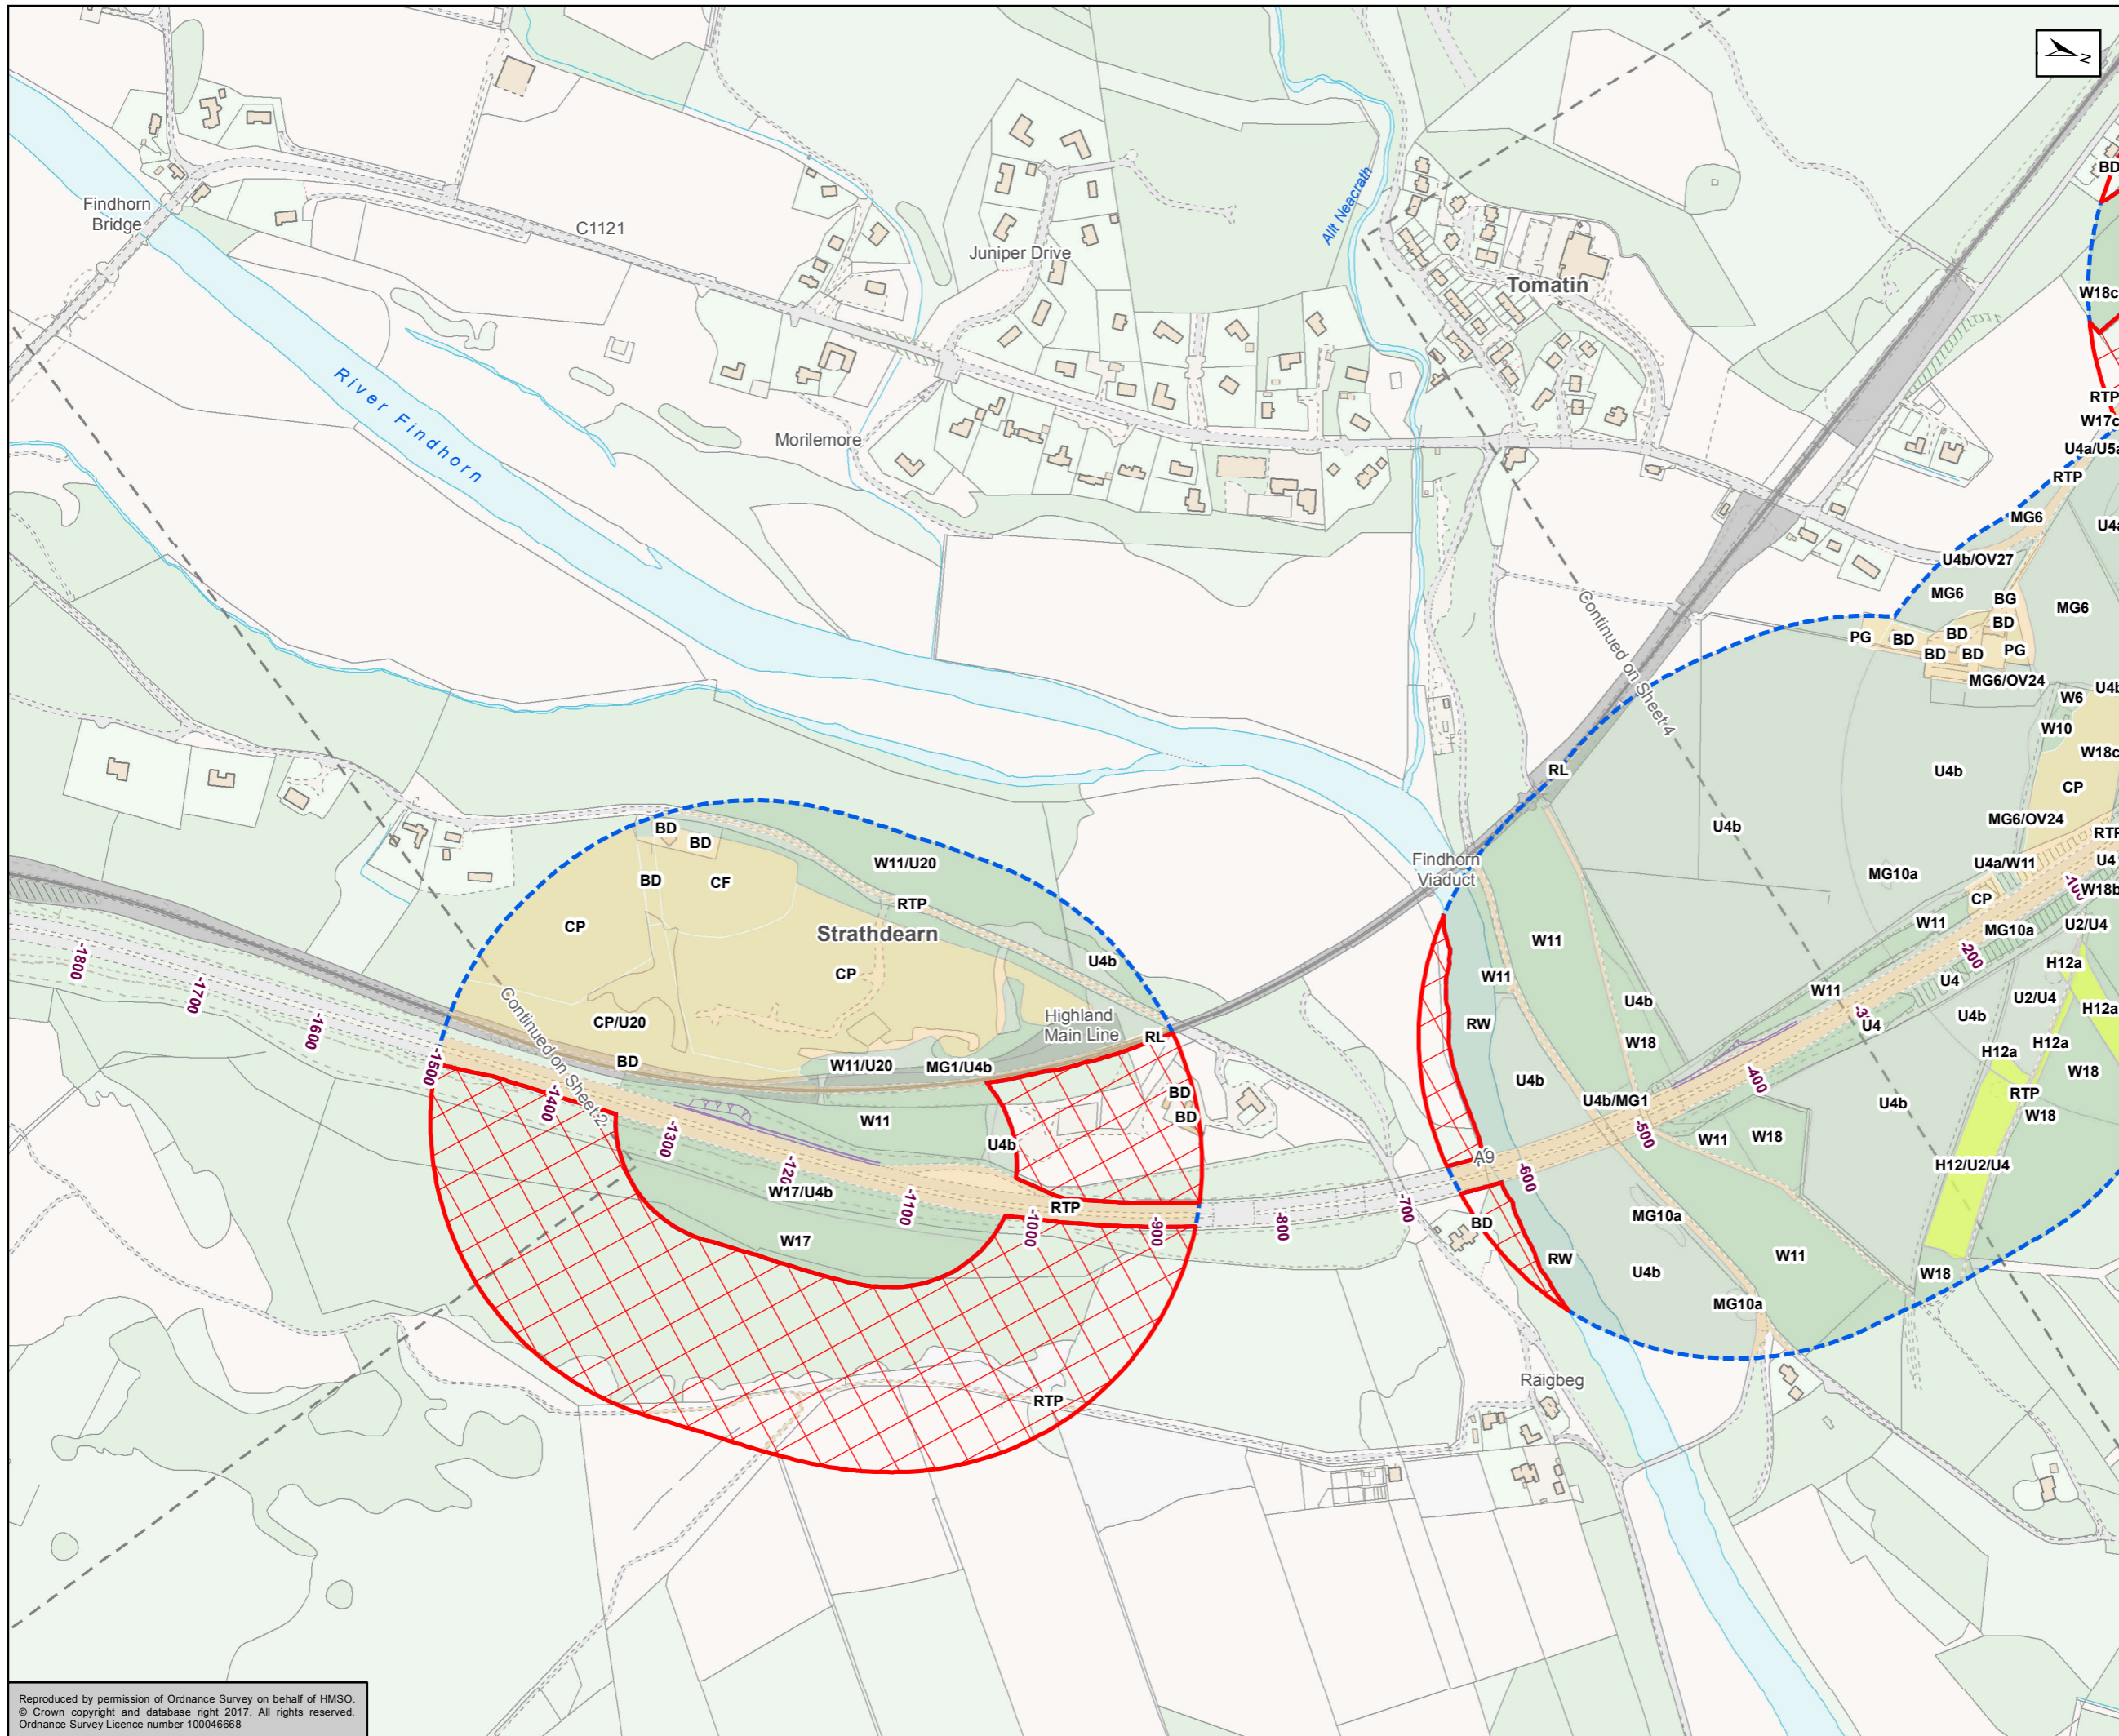 N
BD
W18c
RTP
W17c
U4a/U5a
RTP
MG6
U4b/OV27
MG6
BG
BD
MG6
BD
PG
BD
BD
BD
PG
MG6/OV24
W6
U4b
W10
W18c
CP
MG6/OV24
RTP
U4a/W11
U4
MG10a
CP
W18b
W11
MG10a
U2/U4
-200
H12a
U4
U2/U4
H12a
U4b
U4b
U4b
Findhorn
Bridge
C1121
Juniper Drive
Allt Neacrath
Tomatin
River Findhorn
Morilemore
Continued on Sheet 4
RL
Findhorn
Viaduct
BD
BD
W11/U20
BD
CF
RTP
CP
Strathdearn
CP
U4b
Highland
Main Line
CP/U20
BD
W11/U20
MG1/U4b
RL
BD
BD
W11
U4b
W17/U4b
RTP
W17
RTP
Continued on Sheet 2
-1800
-1700
-1600
-1500
-1400
-1300
-1100
-1000
-900
-800
-700
-600
-500
-400
W11
W11
RW
U4b
W18
U4b
W11
U4
H12a
H12a
W18
RTP
W18
U4b
U4b/MG1
W11
W18
A9
H12/U2/U4
BD
MG10a
RW
U4b
W11
W18
MG10a
Raigbeg
Reproduced by permission of Ordnance Survey on behalf of HMSO.
© Crown copyright and database right 2017. All rights reserved.
Ordnance Survey Licence number 100046668